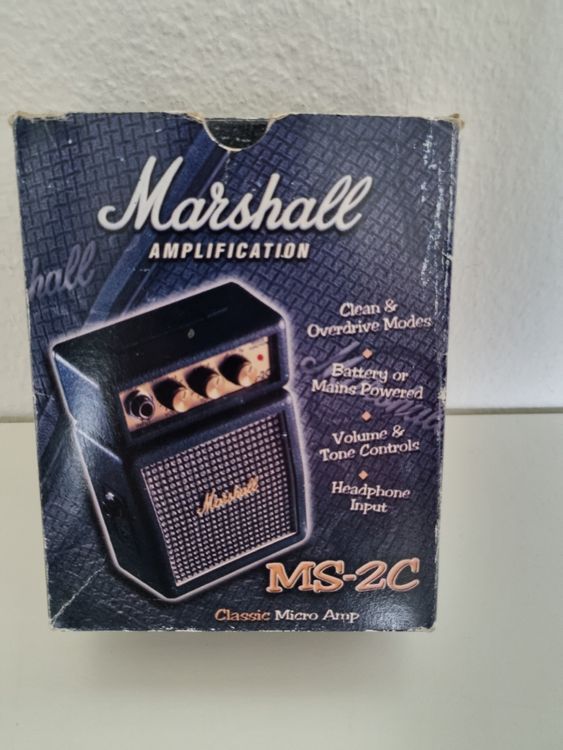 Marshall
AMPLIFICATION
hall
Clean &
Overdrive Modes
Battery or
Mains Powered
Volume &
Tone Controls
Headphone
Input
Marshall
MS-2C
Classic Micro Amp